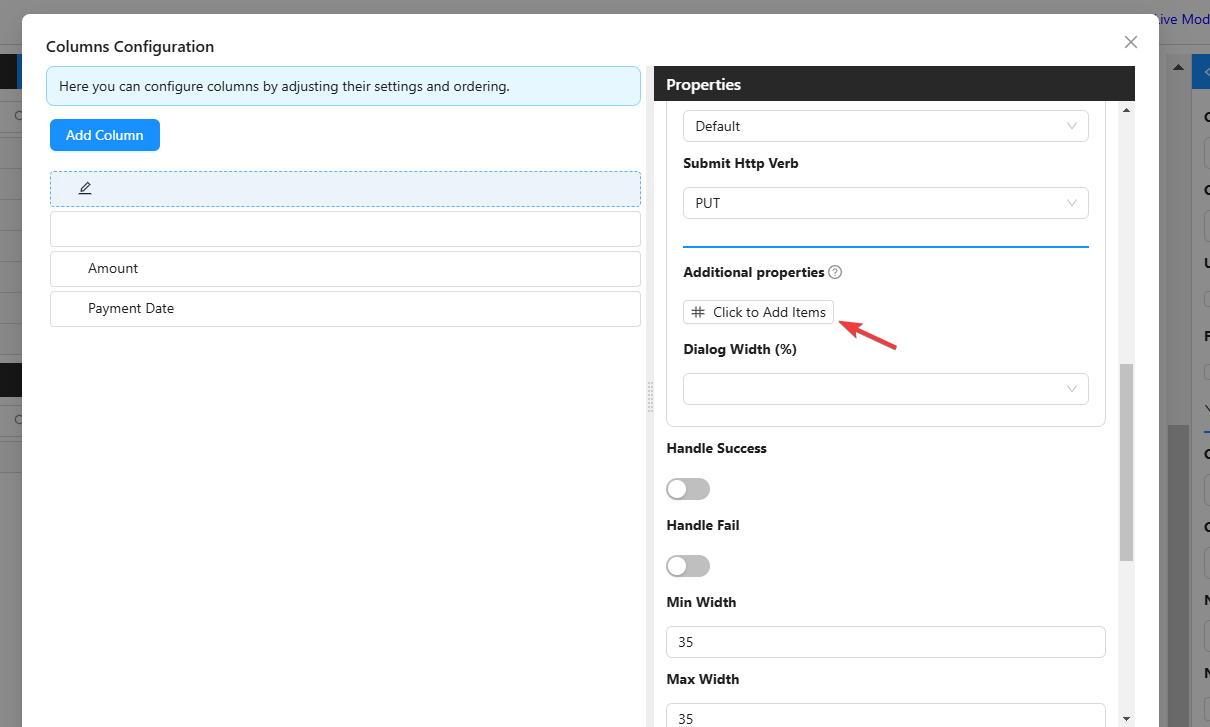 Live Mod
Columns Configuration
Here you can configure columns by adjusting their settings and ordering.
Add Column
Amount
Payment Date
Properties
Default
Submit Http Verb
PUT
Additional properties
Click to Add Items
Dialog Width (%)
Handle Success
Handle Fail
Min Width
35
Max Width
35